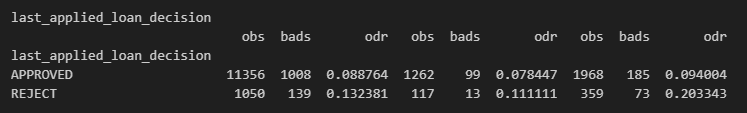 last_applied_loan_decision
obs bads odr obs bads odr obs bads odr
last_applied_loan_decision
APPROVED 11356 1008 0.088764 1262 99 0.078447 1968 185 0.094004
REJECT 1050 139 0.132381 117 13 0.111111 359 73 0.203343